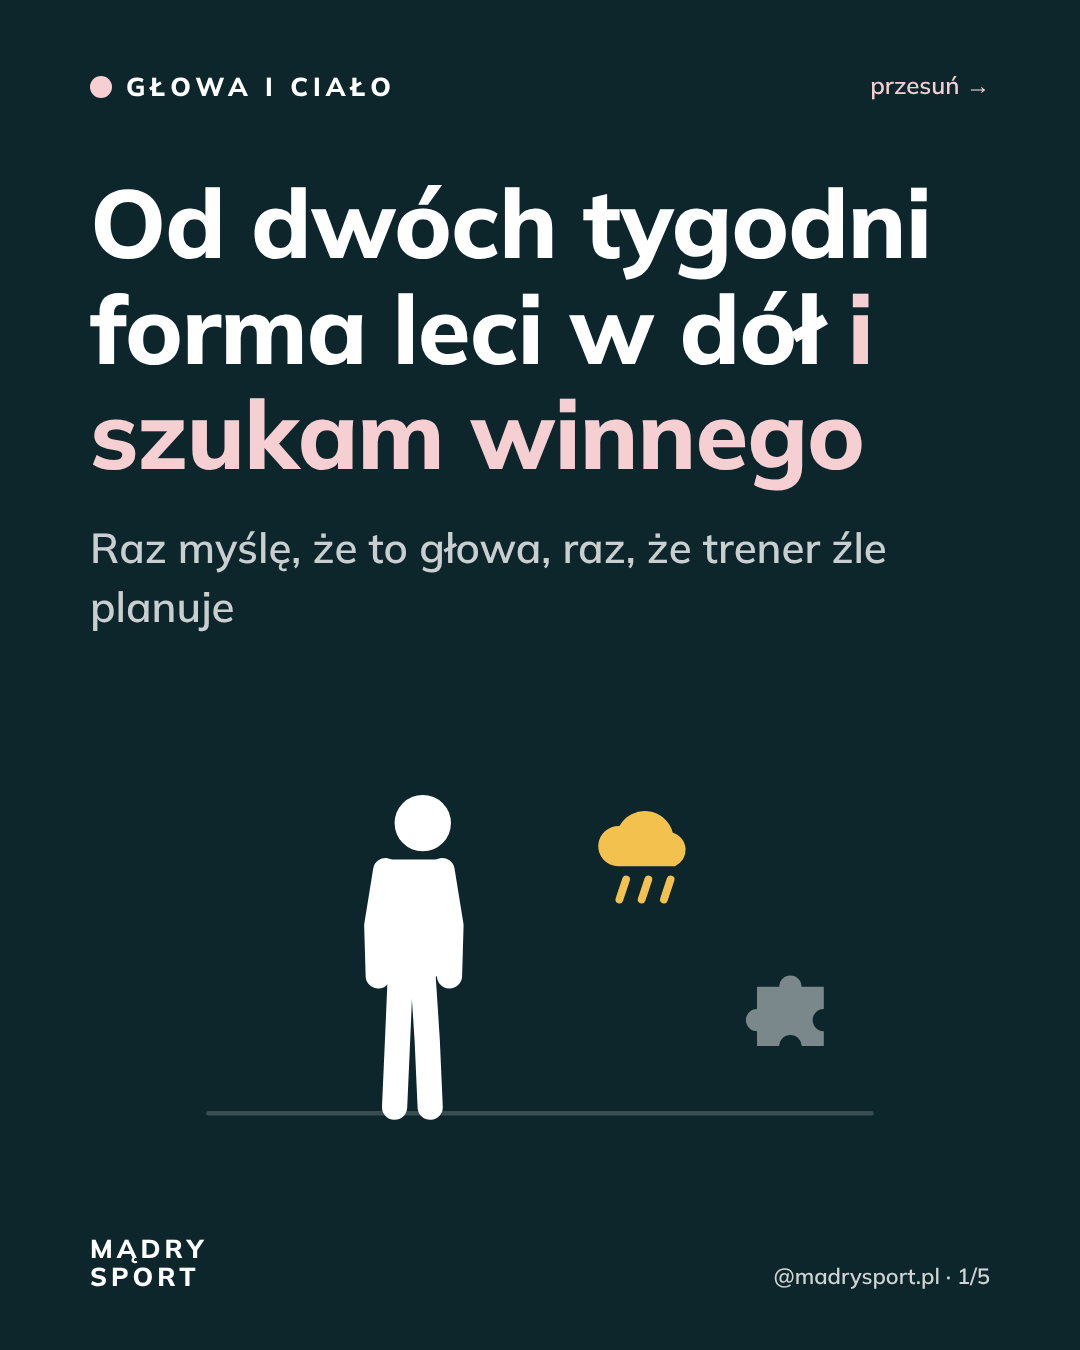 GŁOWA I CIAŁO
przesuń →
Od dwóch tygodni
forma leci w dół i
szukam winnego
Raz myślę, że to głowa, raz, że trener źle
planuje
MĄDRY
SPORT
@madrysport.pl · 1/5